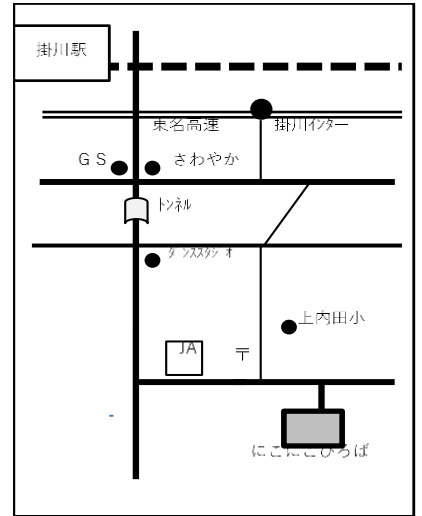 掛川駅
東名高速
掛川インター
GS
さわやか
トンネル
ダンススタジオ
上内田小
JA
〒
にこにこひろば